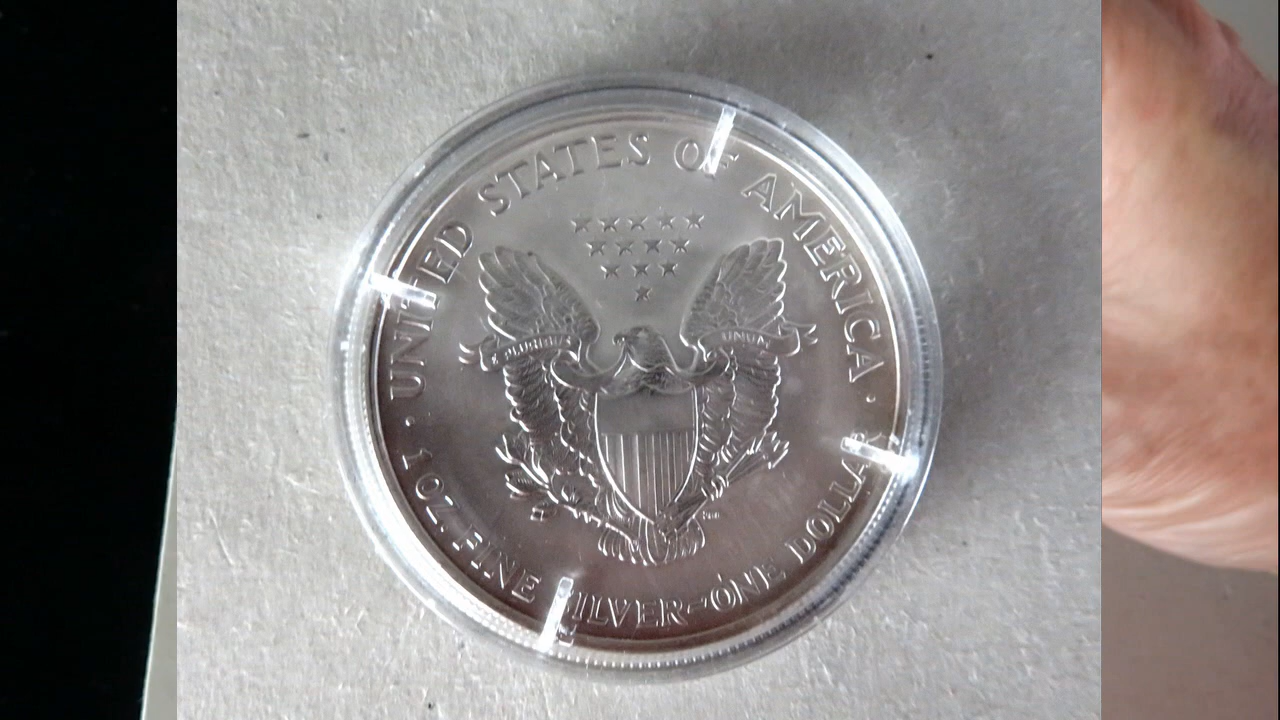 UNITED STATES OF AMERICA
PLURIBUS UNUM
1 OZ. FINE SILVER~ONE DOLLAR